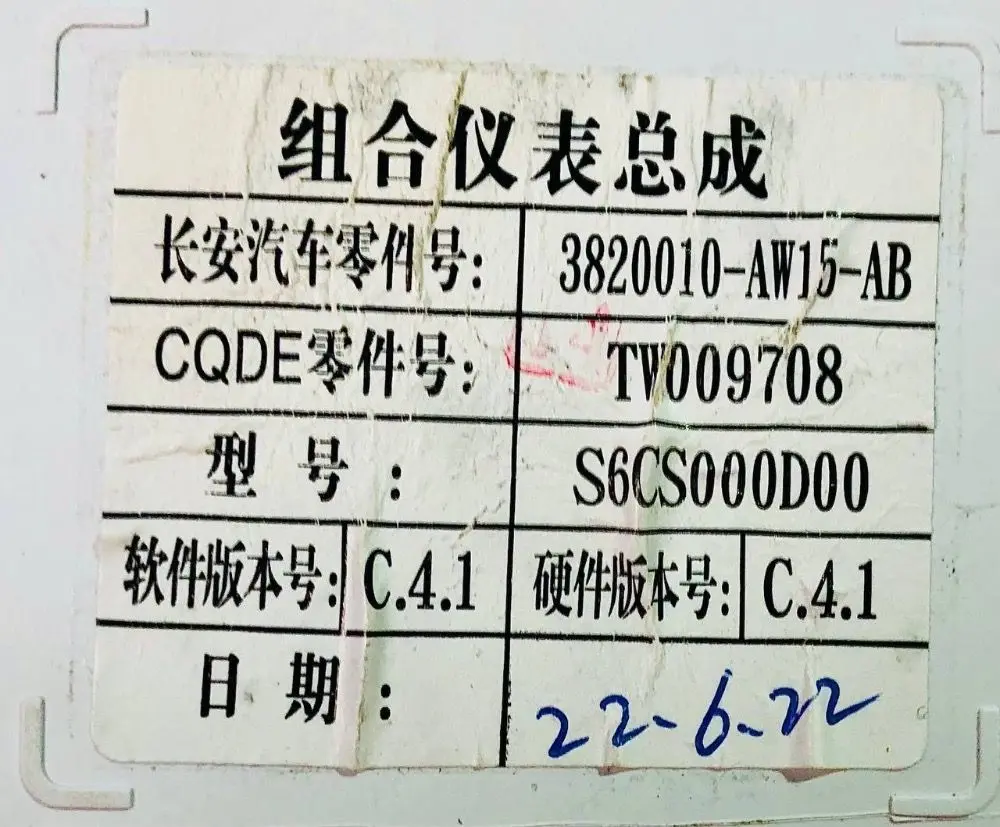 组合仪表总成
长安汽车零件号: 3820010-AW15-AB
CQDE零件号: TW009708
型 号 : S6CS000D00
软件版本号: C.4.1 硬件版本号: C.4.1
日 期 : 22-6-22